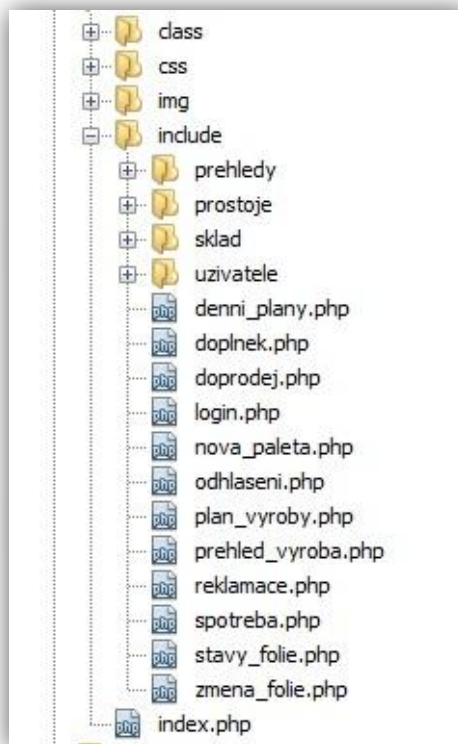 class
css
img
include
prehledy
prostoje
sklad
uzivatele
denni_plany.php
doplnek.php
doprodej.php
login.php
nova_paleta.php
odhlaseni.php
plan_vyroby.php
prehled_vyroba.php
reklamace.php
spotreba.php
stavy_folie.php
zmena_folie.php
index.php